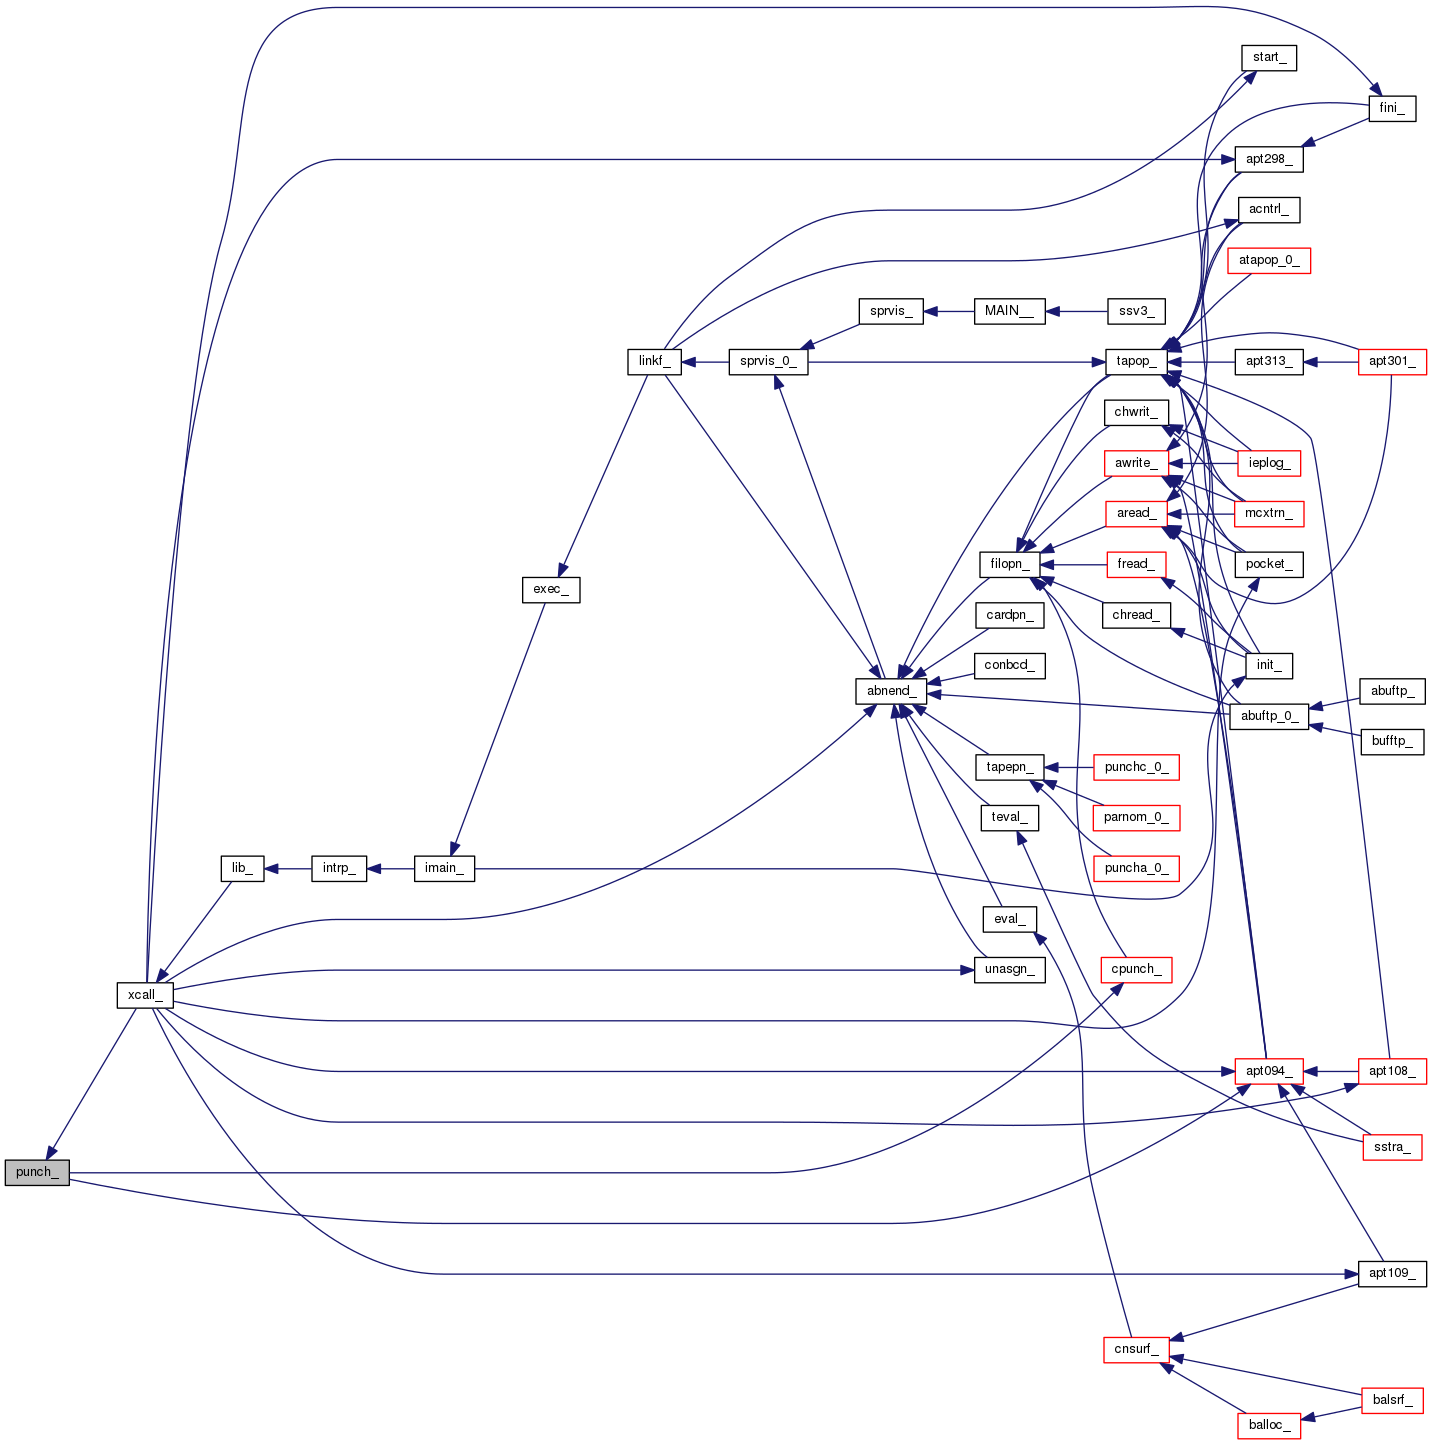 start_
fini_
apt298_
acntrl_
atapop_0_
sprvis_
MAIN__
ssv3_
linkf_
sprvis_0_
tapop_
apt313_
apt301_
chwrit_
awrite_
ieplog_
aread_
mcxtrn_
filopn_
fread_
pocket_
exec_
cardpn_
chread_
conbcd_
init_
abnend_
abuftp_
abuftp_0_
bufftp_
tapepn_
punchc_0_
teval_
parnom_0_
lib_
intrp_
imain_
puncha_0_
eval_
unasgn_
cpunch_
xcall_
apt094_
apt108_
sstra_
punch_
apt109_
cnsurf_
balsrf_
balloc_